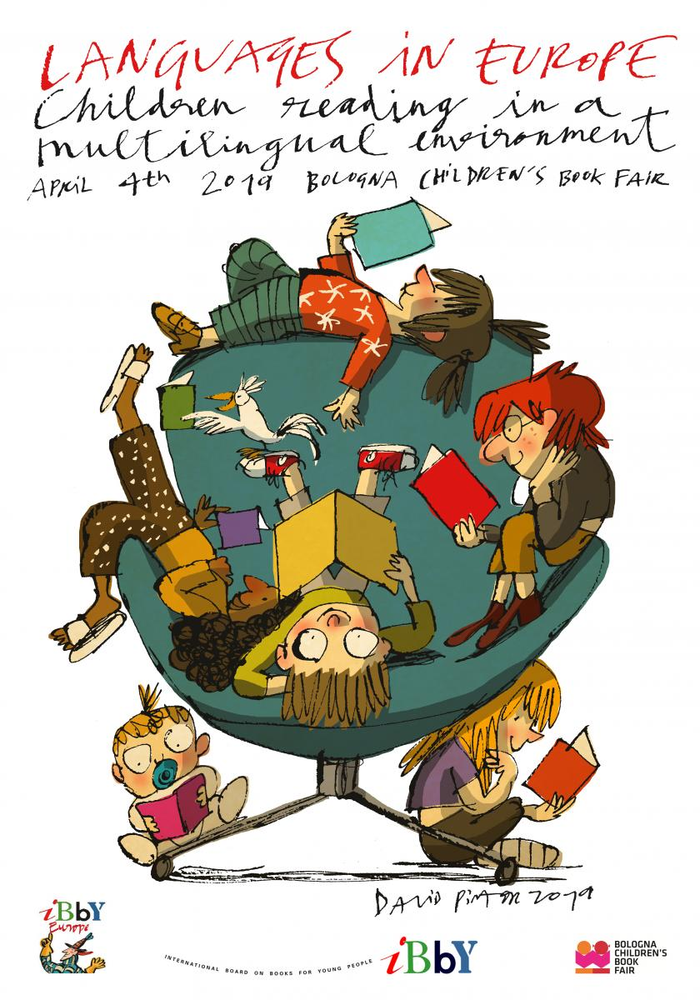 LANGUAGES iN EUROPE
Children reading in a
multilingual environment
APRiL 4th 2019 BOLOGNA CHiLDREN'S BOOK FAiR
DAViD PiNTOR 2019
iBbY
Europe
INTERNATIONAL BOARD ON BOOKS FOR YOUNG PEOPLE
iBbY
BOLOGNA
CHILDREN'S
BOOK
FAIR